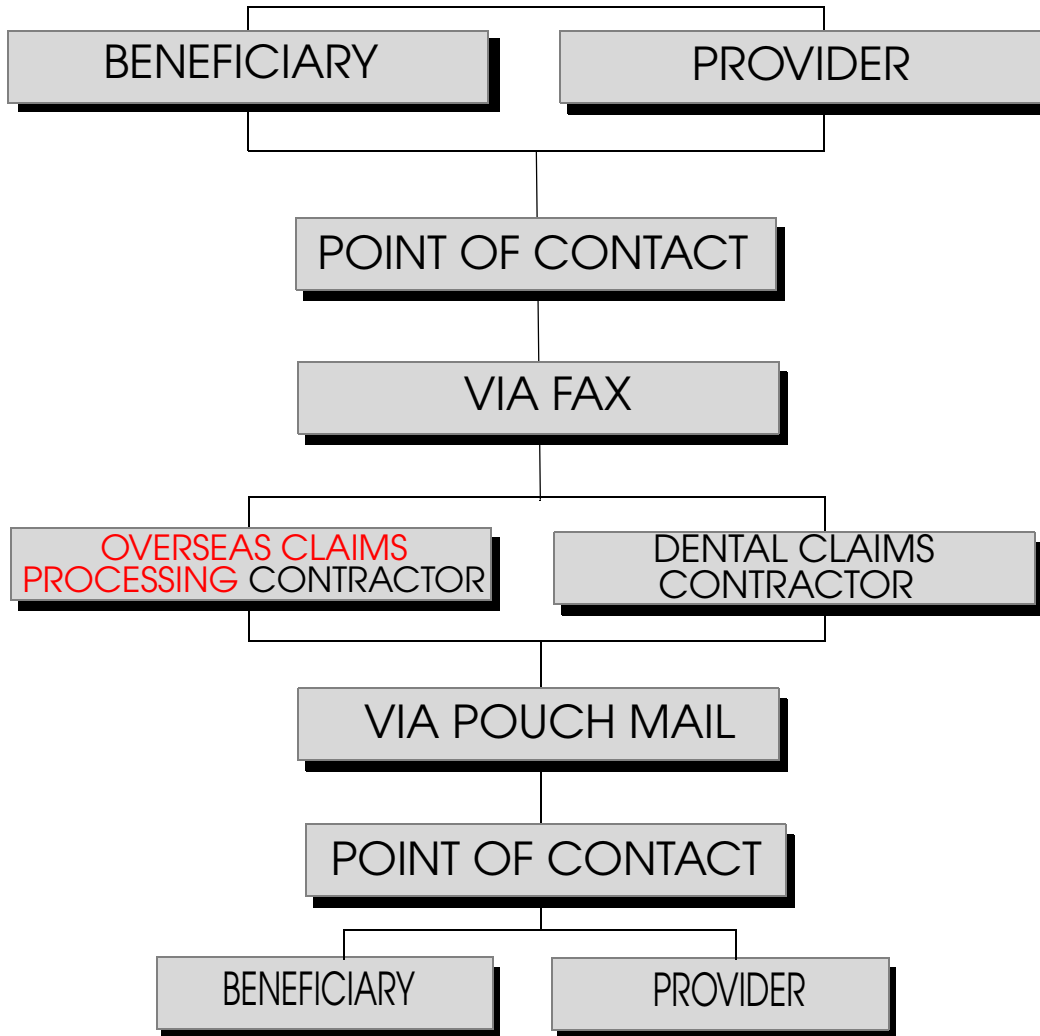 BENEFICIARY
PROVIDER
POINT OF CONTACT
VIA FAX
OVERSEAS CLAIMS
PROCESSING CONTRACTOR
DENTAL CLAIMS
CONTRACTOR
VIA POUCH MAIL
POINT OF CONTACT
BENEFICIARY
PROVIDER